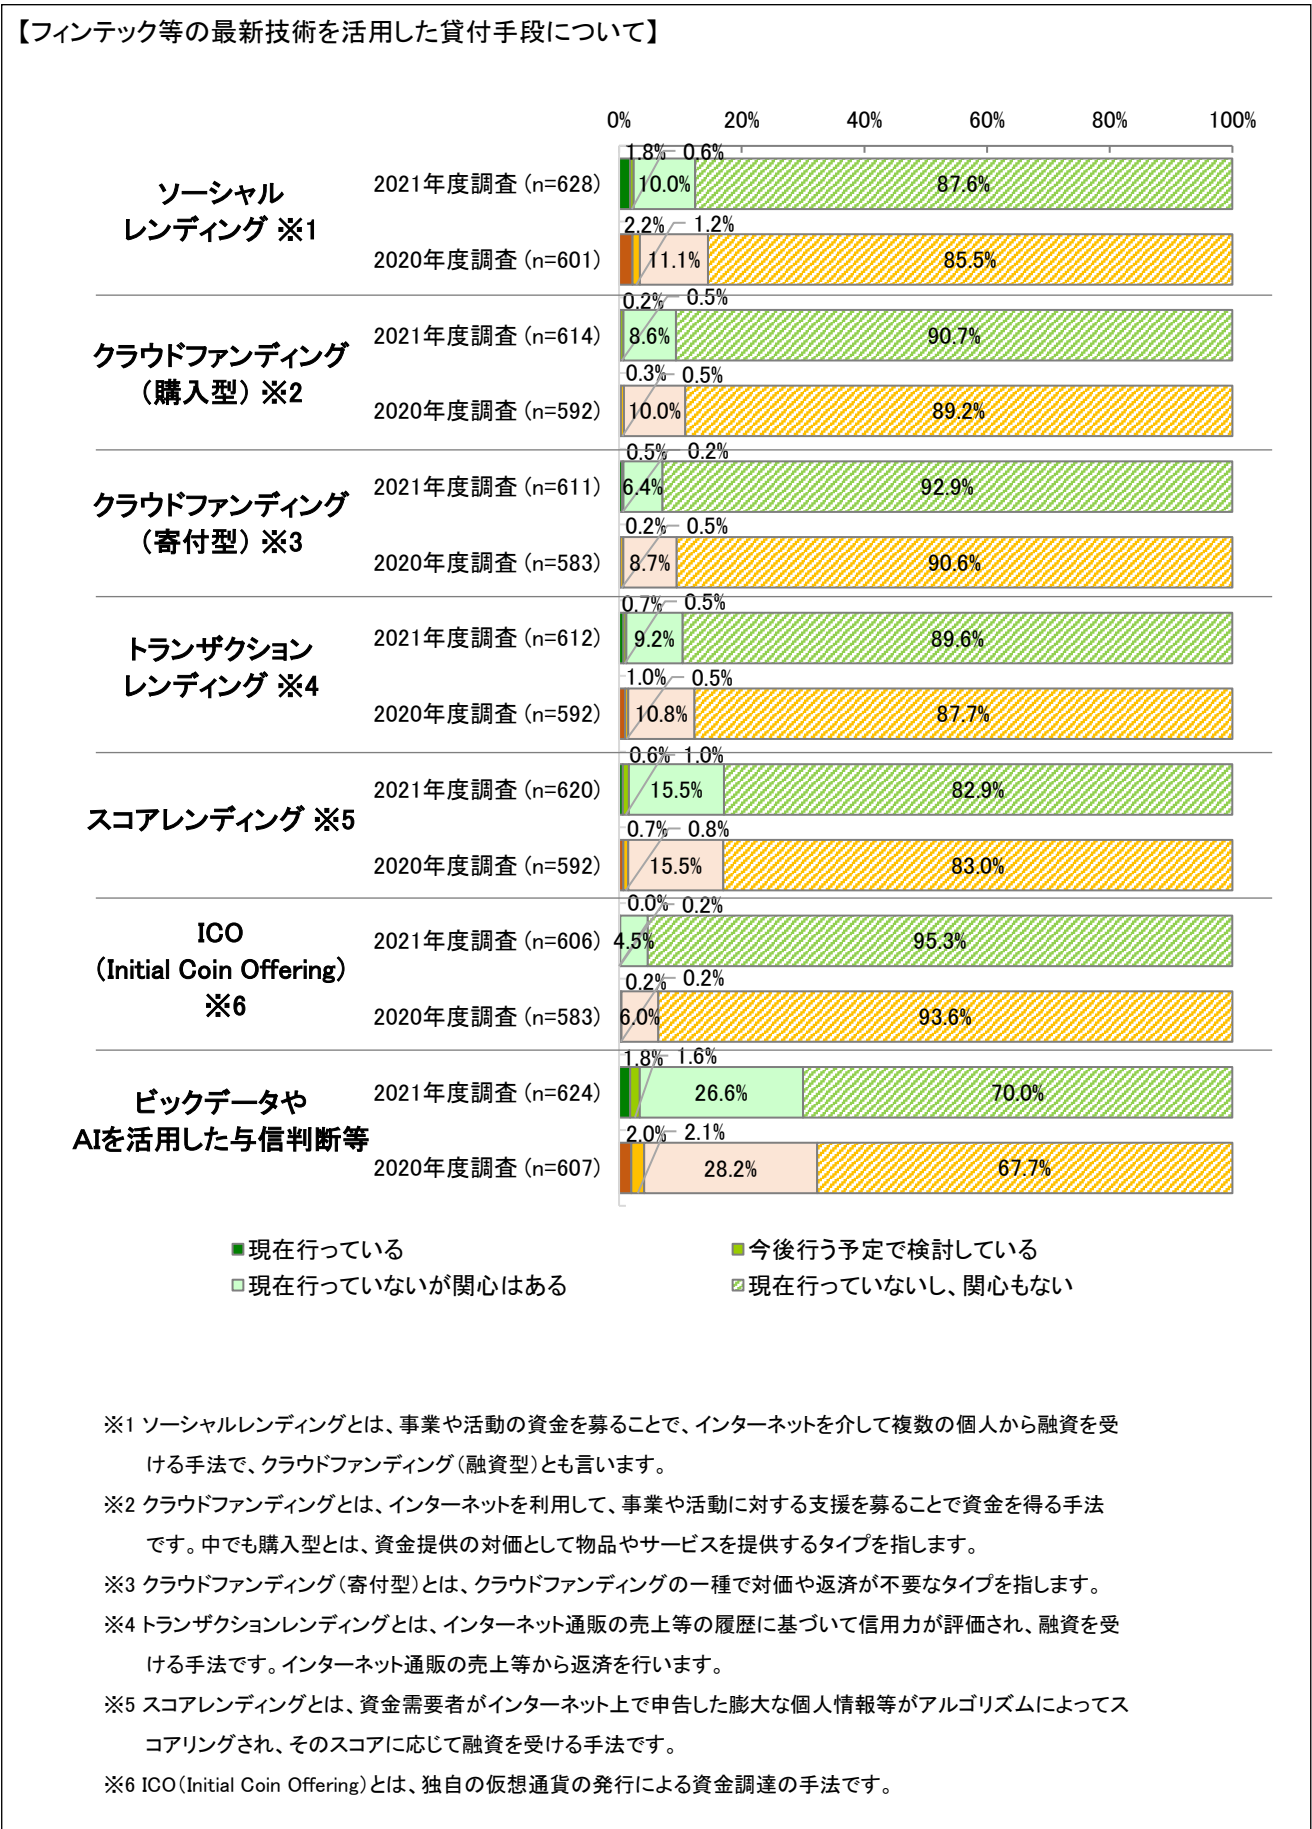 【フィンテック等の最新技術を活用した貸付手段について】
0% 20% 40% 60% 80% 100%
ソーシャル
レンディング ※1
2021年度調査（n=628） 1.8% 0.6% 10.0% 87.6%
2020年度調査（n=601） 2.2% 1.2% 11.1% 85.5%
クラウドファンディング
（購入型） ※2
2021年度調査（n=614） 0.2% 0.5% 8.6% 90.7%
2020年度調査（n=592） 0.3% 0.5% 10.0% 89.2%
クラウドファンディング
（寄付型） ※3
2021年度調査（n=611） 0.5% 0.2% 6.4% 92.9%
2020年度調査（n=583） 0.2% 0.5% 8.7% 90.6%
トランザクション
レンディング ※4
2021年度調査（n=612） 0.7% 0.5% 9.2% 89.6%
2020年度調査（n=592） 1.0% 0.5% 10.8% 87.7%
スコアレンディング ※5
2021年度調査（n=620） 0.6% 1.0% 15.5% 82.9%
2020年度調査（n=592） 0.7% 0.8% 15.5% 83.0%
ICO
（Initial Coin Offering）
※6
2021年度調査（n=606） 0.0% 0.2% 4.5% 95.3%
2020年度調査（n=583） 0.2% 0.2% 6.0% 93.6%
ビックデータや
AIを活用した与信判断等
2021年度調査（n=624） 1.8% 1.6% 26.6% 70.0%
2020年度調査（n=607） 2.0% 2.1% 28.2% 67.7%
現在行っている 今後行う予定で検討している
現在行っていないが関心はある 現在行っていないし、関心もない
※1 ソーシャルレンディングとは、事業や活動の資金を募ることで、インターネットを介して複数の個人から融資を受
ける手法で、クラウドファンディング（融資型）とも言います。
※2 クラウドファンディングとは、インターネットを利用して、事業や活動に対する支援を募ることで資金を得る手法
です。中でも購入型とは、資金提供の対価として物品やサービスを提供するタイプを指します。
※3 クラウドファンディング（寄付型）とは、クラウドファンディングの一種で対価や返済が不要なタイプを指します。
※4 トランザクションレンディングとは、インターネット通販の売上等の履歴に基づいて信用力が評価され、融資を受
ける手法です。インターネット通販の売上等から返済を行います。
※5 スコアレンディングとは、資金需要者がインターネット上で申告した膨大な個人情報等がアルゴリズムによってス
コアリングされ、そのスコアに応じて融資を受ける手法です。
※6 ICO（Initial Coin Offering）とは、独自の仮想通貨の発行による資金調達の手法です。